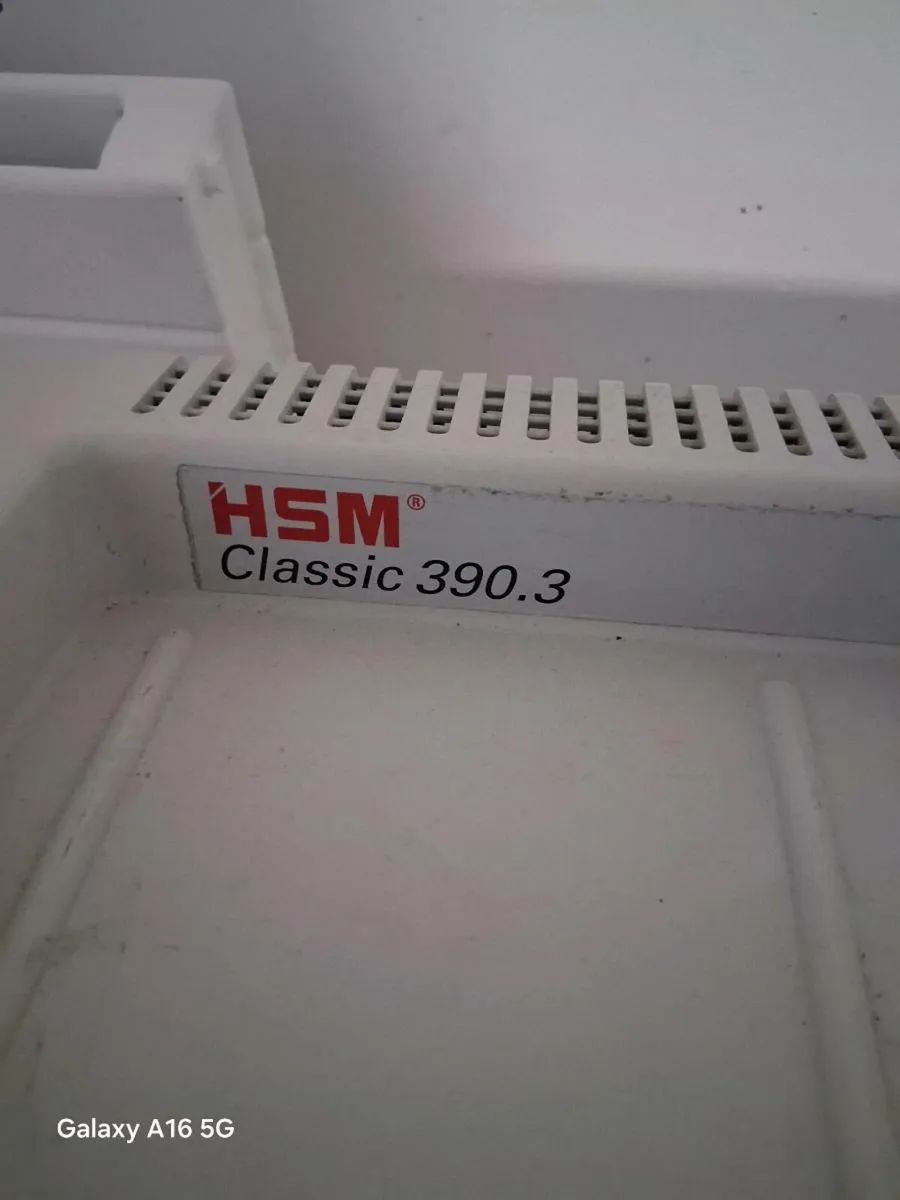 HSM®
Classic 390.3
Galaxy A16 5G